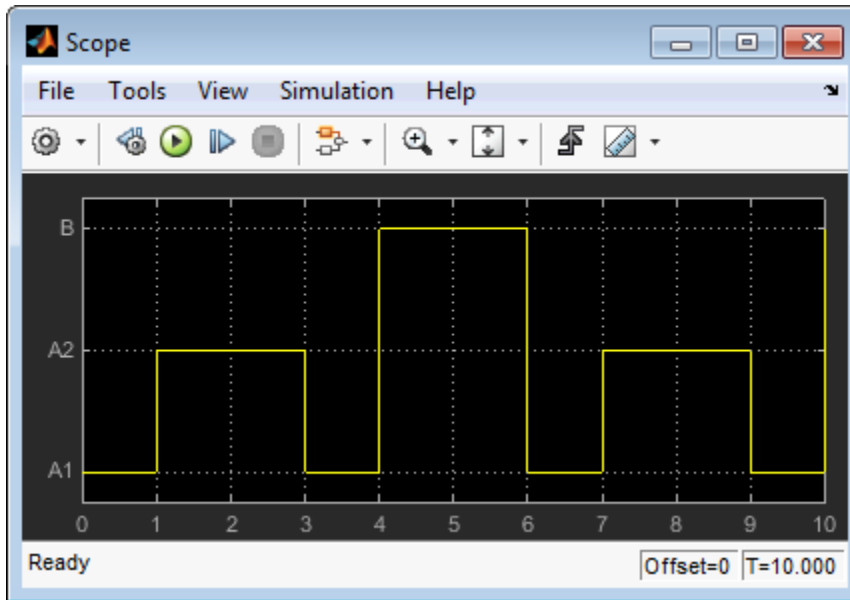 Scope
File Tools View Simulation Help
B
A2
A1
0 1 2 3 4 5 6 7 8 9 10
Ready Offset=0 T=10.000